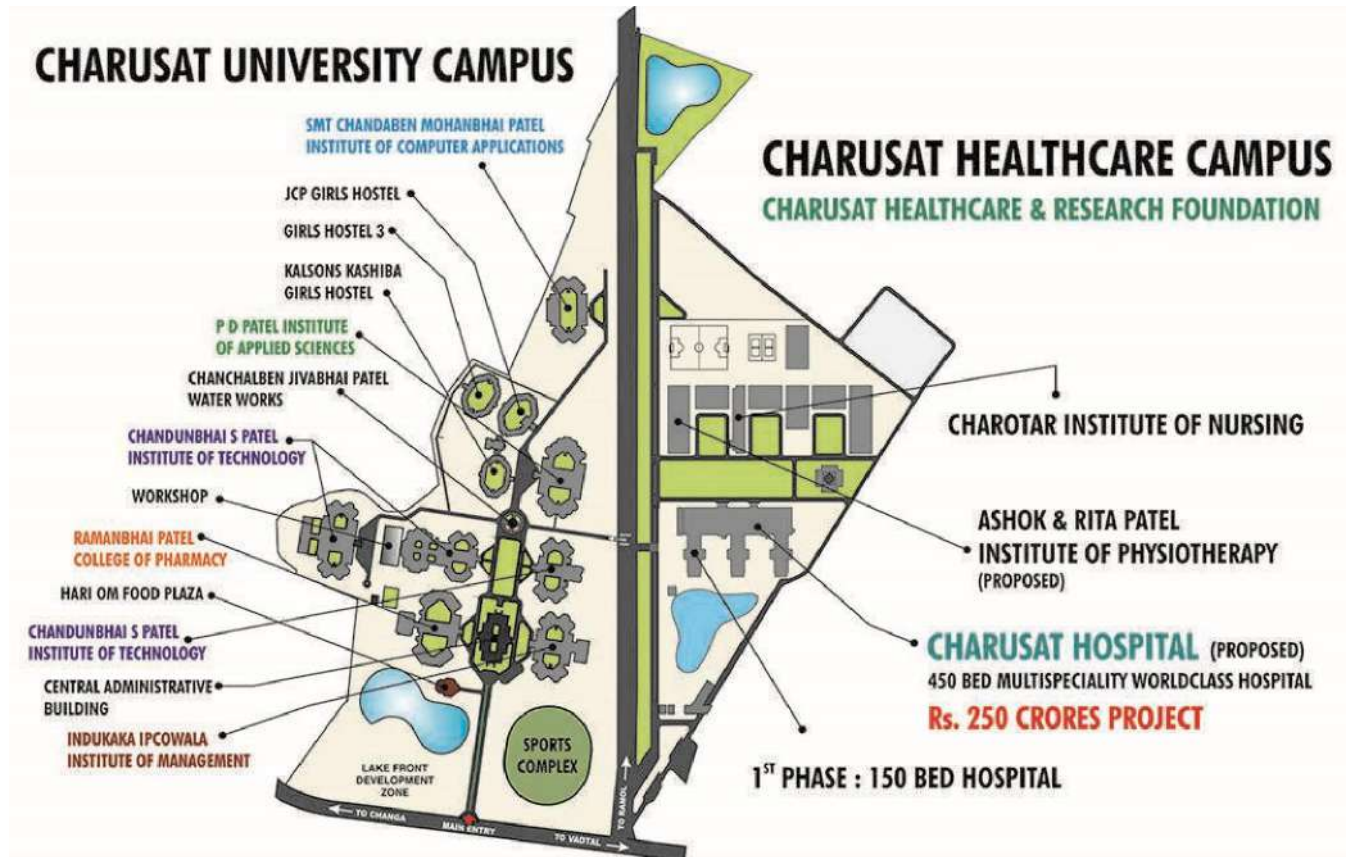 CHARUSAT UNIVERSITY CAMPUS
SMT CHANDABEN MOHANBHAI PATEL
INSTITUTE OF COMPUTER APPLICATIONS
JCP GIRLS HOSTEL
GIRLS HOSTEL 3
KALSONS KASHIBA
GIRLS HOSTEL
P D PATEL INSTITUTE
OF APPLIED SCIENCES
CHANCHALBEN JIVABHAI PATEL
WATER WORKS
CHANDUNBHAI S PATEL
INSTITUTE OF TECHNOLOGY
WORKSHOP
RAMANBHAI PATEL
COLLEGE OF PHARMACY
HARI OM FOOD PLAZA
CHANDUNBHAI S PATEL
INSTITUTE OF TECHNOLOGY
CENTRAL ADMINISTRATIVE
BUILDING
INDUKAKA IPCOWALA
INSTITUTE OF MANAGEMENT
LAKE FRONT
DEVELOPMENT
ZONE
SPORTS
COMPLEX
TO CHANGA
MAIN ENTRY
TO VADTAL
TO RAMOL
CHARUSAT HEALTHCARE CAMPUS
CHARUSAT HEALTHCARE & RESEARCH FOUNDATION
CHAROTAR INSTITUTE OF NURSING
ASHOK & RITA PATEL
INSTITUTE OF PHYSIOTHERAPY
(PROPOSED)
CHARUSAT HOSPITAL (PROPOSED)
450 BED MULTISPECIALITY WORLDCLASS HOSPITAL
Rs. 250 CRORES PROJECT
1ST PHASE : 150 BED HOSPITAL